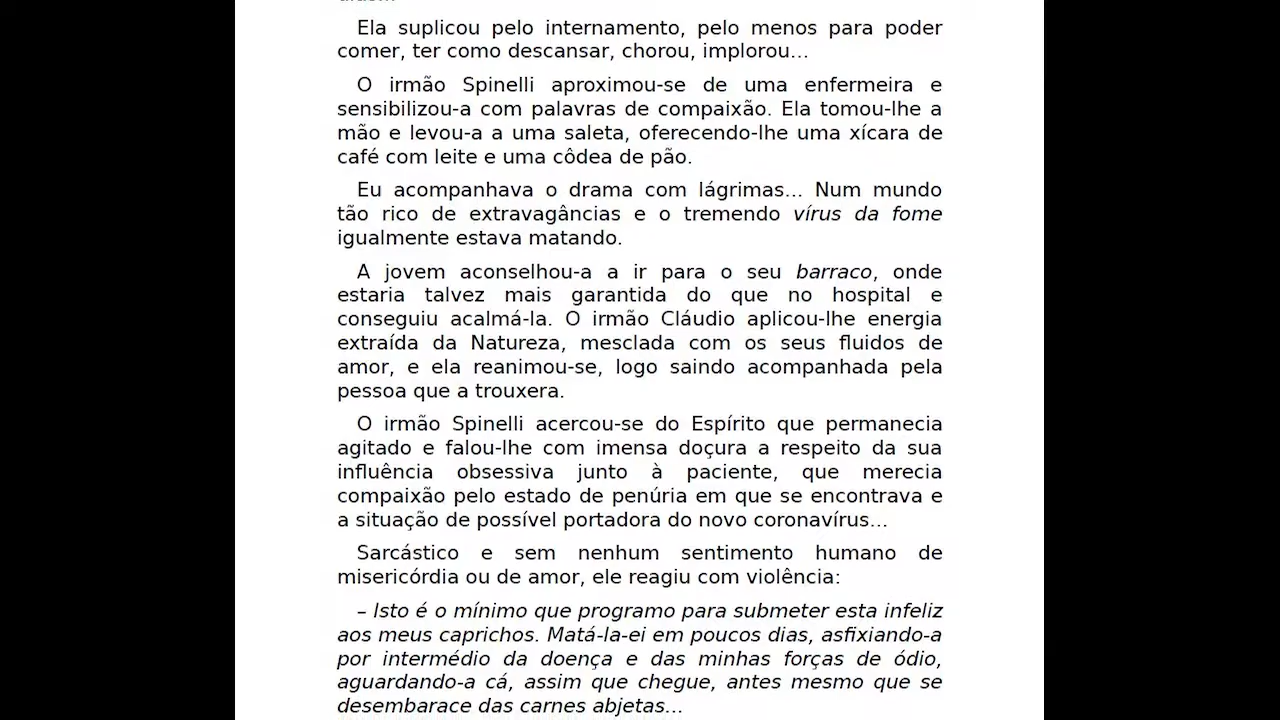 Ela suplicou pelo internamento, pelo menos para poder
comer, ter como descansar, chorou, implorou...
O irmão Spinelli aproximou-se de uma enfermeira e
sensibilizou-a com palavras de compaixão. Ela tomou-lhe a
mão e levou-a a uma saleta, oferecendo-lhe uma xícara de
café com leite e uma côdea de pão.
Eu acompanhava o drama com lágrimas... Num mundo
tão rico de extravagâncias e o tremendo vírus da fome
igualmente estava matando.
A jovem aconselhou-a a ir para o seu barraco, onde
estaria talvez mais garantida do que no hospital e
conseguiu acalmá-la. O irmão Cláudio aplicou-lhe energia
extraída da Natureza, mesclada com os seus fluidos de
amor, e ela reanimou-se, logo saindo acompanhada pela
pessoa que a trouxera.
O irmão Spinelli acercou-se do Espírito que permanecia
agitado e falou-lhe com imensa doçura a respeito da sua
influência obsessiva junto à paciente, que merecia
compaixão pelo estado de penúria em que se encontrava e
a situação de possível portadora do novo coronavírus...
Sarcástico e sem nenhum sentimento humano de
misericórdia ou de amor, ele reagiu com violência:
– Isto é o mínimo que programo para submeter esta infeliz
aos meus caprichos. Matá-la-ei em poucos dias, asfixiando-a
por intermédio da doença e das minhas forças de ódio,
aguardando-a cá, assim que chegue, antes mesmo que se
desembarace das carnes abjetas...